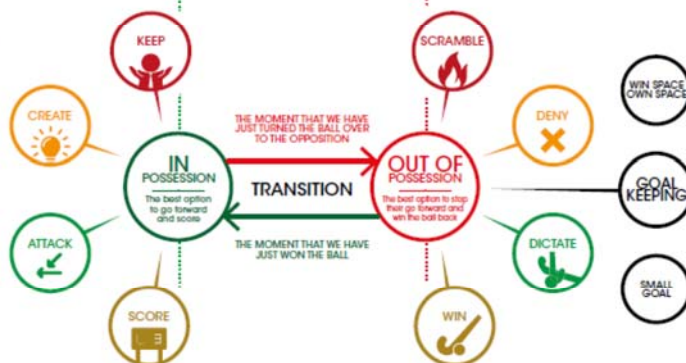 KEEP
SCRAMBLE
CREATE
DENY
WIN SPACE
OWN SPACE
THE MOMENT THAT WE HAVE
JUST TURNED THE BALL OVER
TO THE OPPOSITION
IN
POSSESSION
The best option
to go forward
and score
TRANSITION
OUT OF
POSSESSION
The best option to stop
their go forward and
win the ball back
GOAL
KEEPING
THE MOMENT THAT WE HAVE
JUST WON THE BALL
ATTACK
DICTATE
SMALL
GOAL
SCORE
WIN